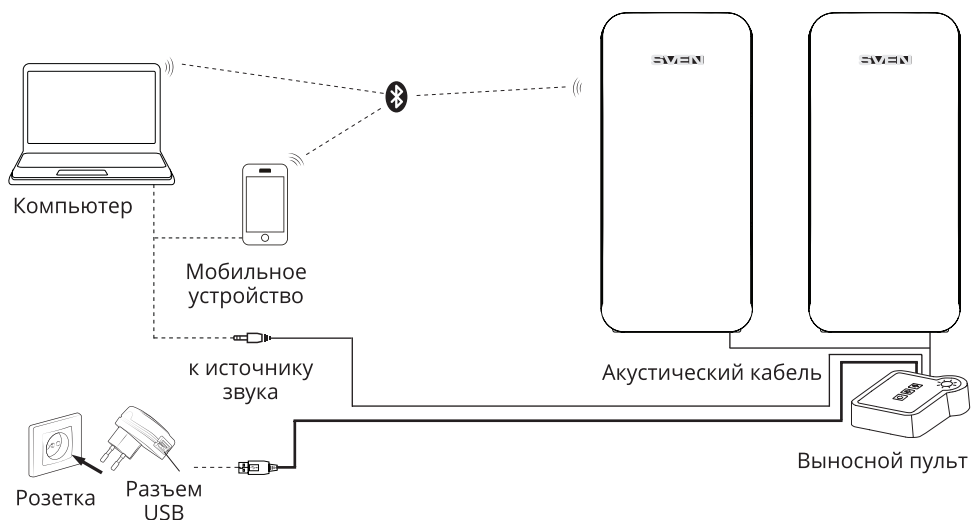 SVEN
SVEN
Компьютер
Мобильное
устройство
к источнику
звука
Акустический кабель
Выносной пульт
Розетка
Разъем
USB